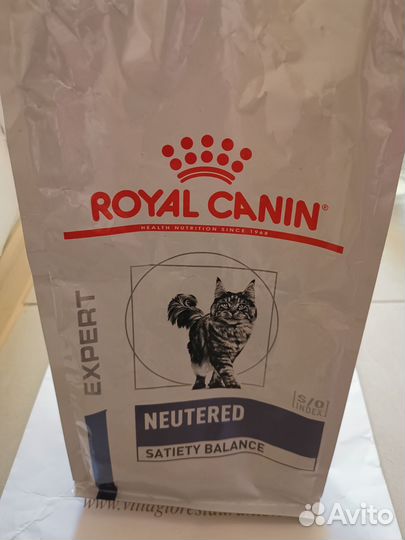 ROYAL CANIN®
HEALTH NUTRITION SINCE 1968
EXPERT
S/O
INDEX
NEUTERED
SATIETY BALANCE
Avito